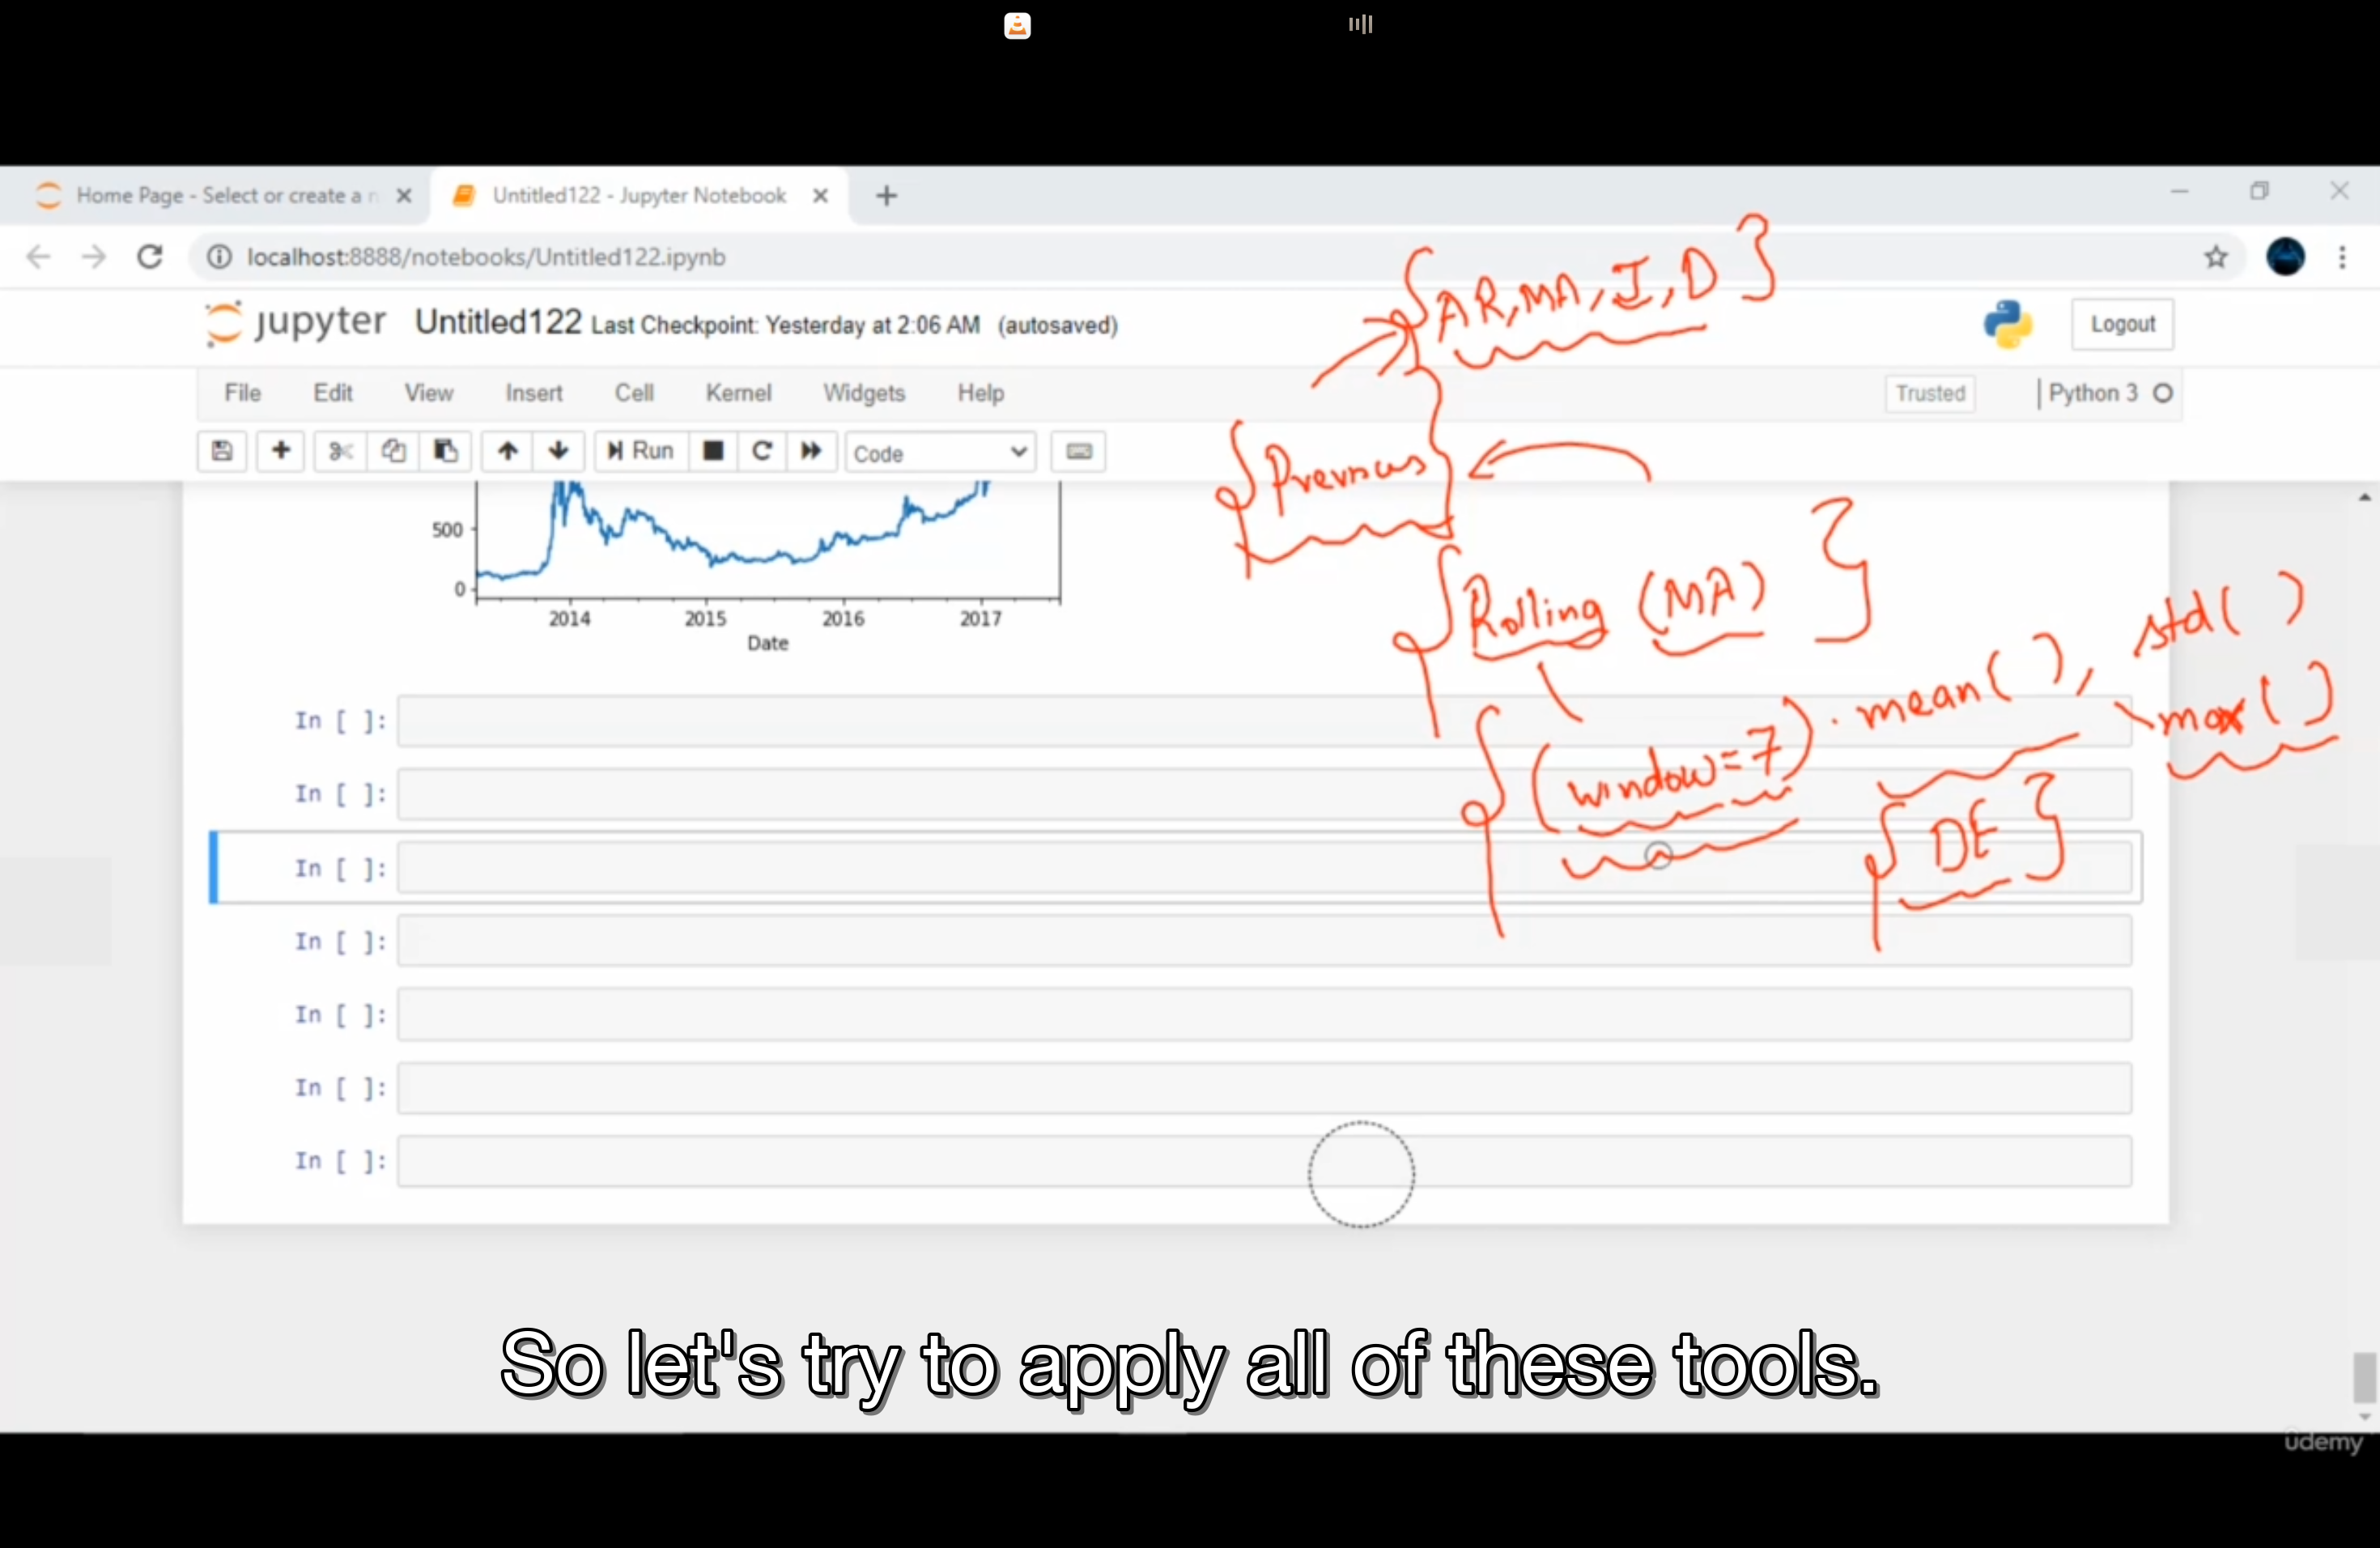 Home Page - Select or create a n
Untitled122 - Jupyter Notebook
localhost:8888/notebooks/Untitled122.ipynb
{AR, MA, I, D}
jupyter Untitled122 Last Checkpoint: Yesterday at 2:06 AM (autosaved)
Logout
File Edit View Insert Cell Kernel Widgets Help
Trusted
Python 3
Run
Code
{Previous}
500
0
2014 2015 2016 2017
Date
{Rolling (MA)}
std( )
{(window=7) . mean( ),
max( )
{DE}
In [ ]:
In [ ]:
In [ ]:
In [ ]:
In [ ]:
In [ ]:
In [ ]:
So let's try to apply all of these tools.
ûdemy